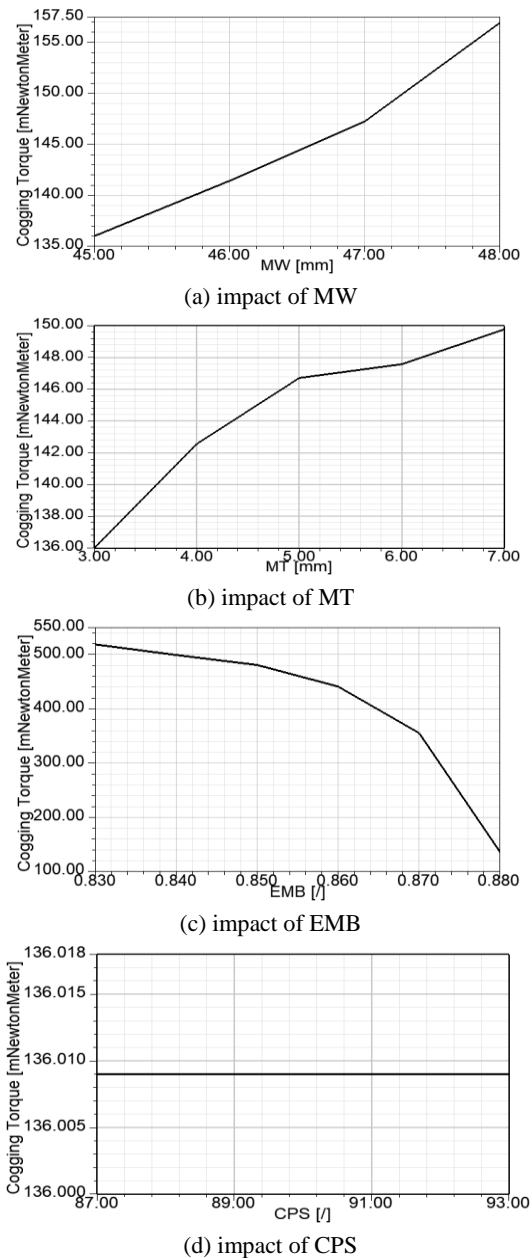 157.50
155.00
150.00
145.00
140.00
135.00
Cogging Torque [mNewtonMeter]
45.00 46.00 47.00 48.00
MW [mm]
(a) impact of MW
150.00
148.00
146.00
144.00
142.00
140.00
138.00
136.00
Cogging Torque [mNewtonMeter]
3.00 4.00 5.00 6.00 7.00
MT [mm]
(b) impact of MT
550.00
500.00
400.00
300.00
200.00
100.00
Cogging Torque [mNewtonMeter]
0.830 0.840 0.850 0.860 0.870 0.880
EMB [/]
(c) impact of EMB
136.018
136.015
136.010
136.005
136.000
Cogging Torque [mNewtonMeter]
87.00 89.00 91.00 93.00
CPS [/]
(d) impact of CPS